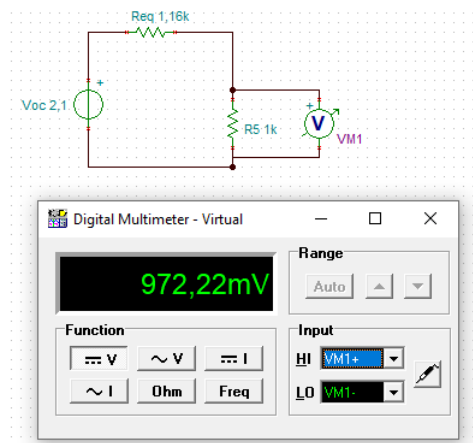 Req 1,16k
+
Voc 2,1
R5 1k
+
V
VM1
Digital Multimeter - Virtual
972,22mV
Range
Auto
Function
V
~ V
I
~ I
Ohm
Freq
Input
HI VM1+
LO VM1-